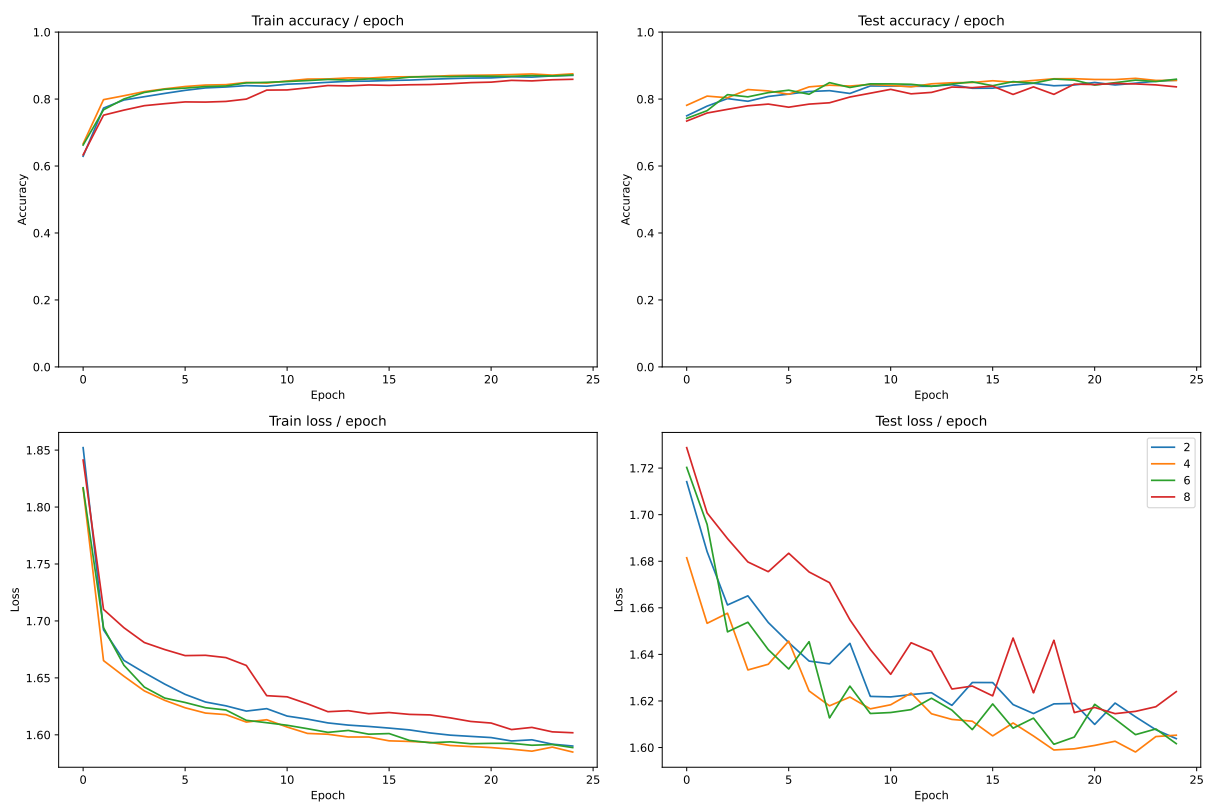 Train accuracy / epoch
1.0
0.8
0.6
0.4
0.2
0.0
Accuracy
0 5 10 15 20 25
Epoch
Test accuracy / epoch
1.0
0.8
0.6
0.4
0.2
0.0
Accuracy
0 5 10 15 20 25
Epoch
Train loss / epoch
1.85
1.80
1.75
1.70
1.65
1.60
Loss
0 5 10 15 20 25
Epoch
Test loss / epoch
1.72
1.70
1.68
1.66
1.64
1.62
1.60
Loss
0 5 10 15 20 25
Epoch
2
4
6
8